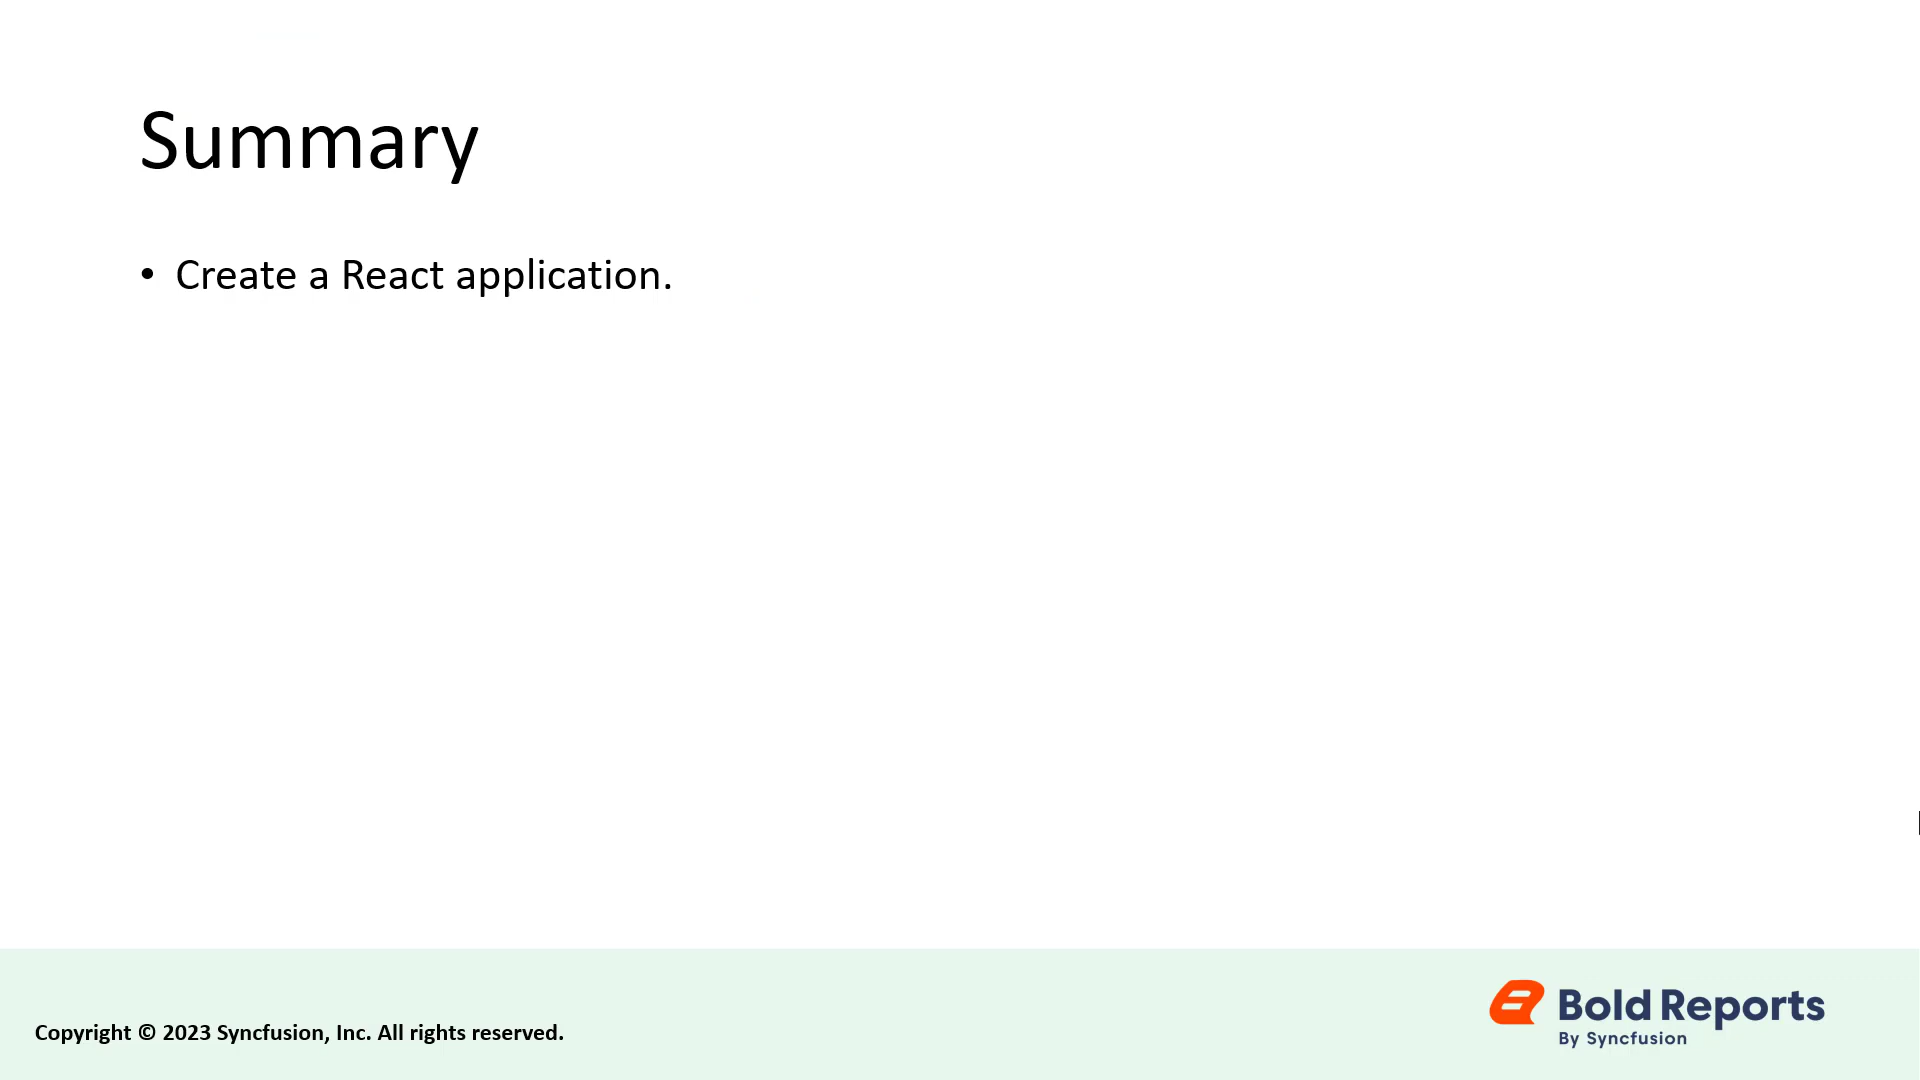 Summary
• Create a React application.
Copyright © 2023 Syncfusion, Inc. All rights reserved.
Bold Reports
By Syncfusion